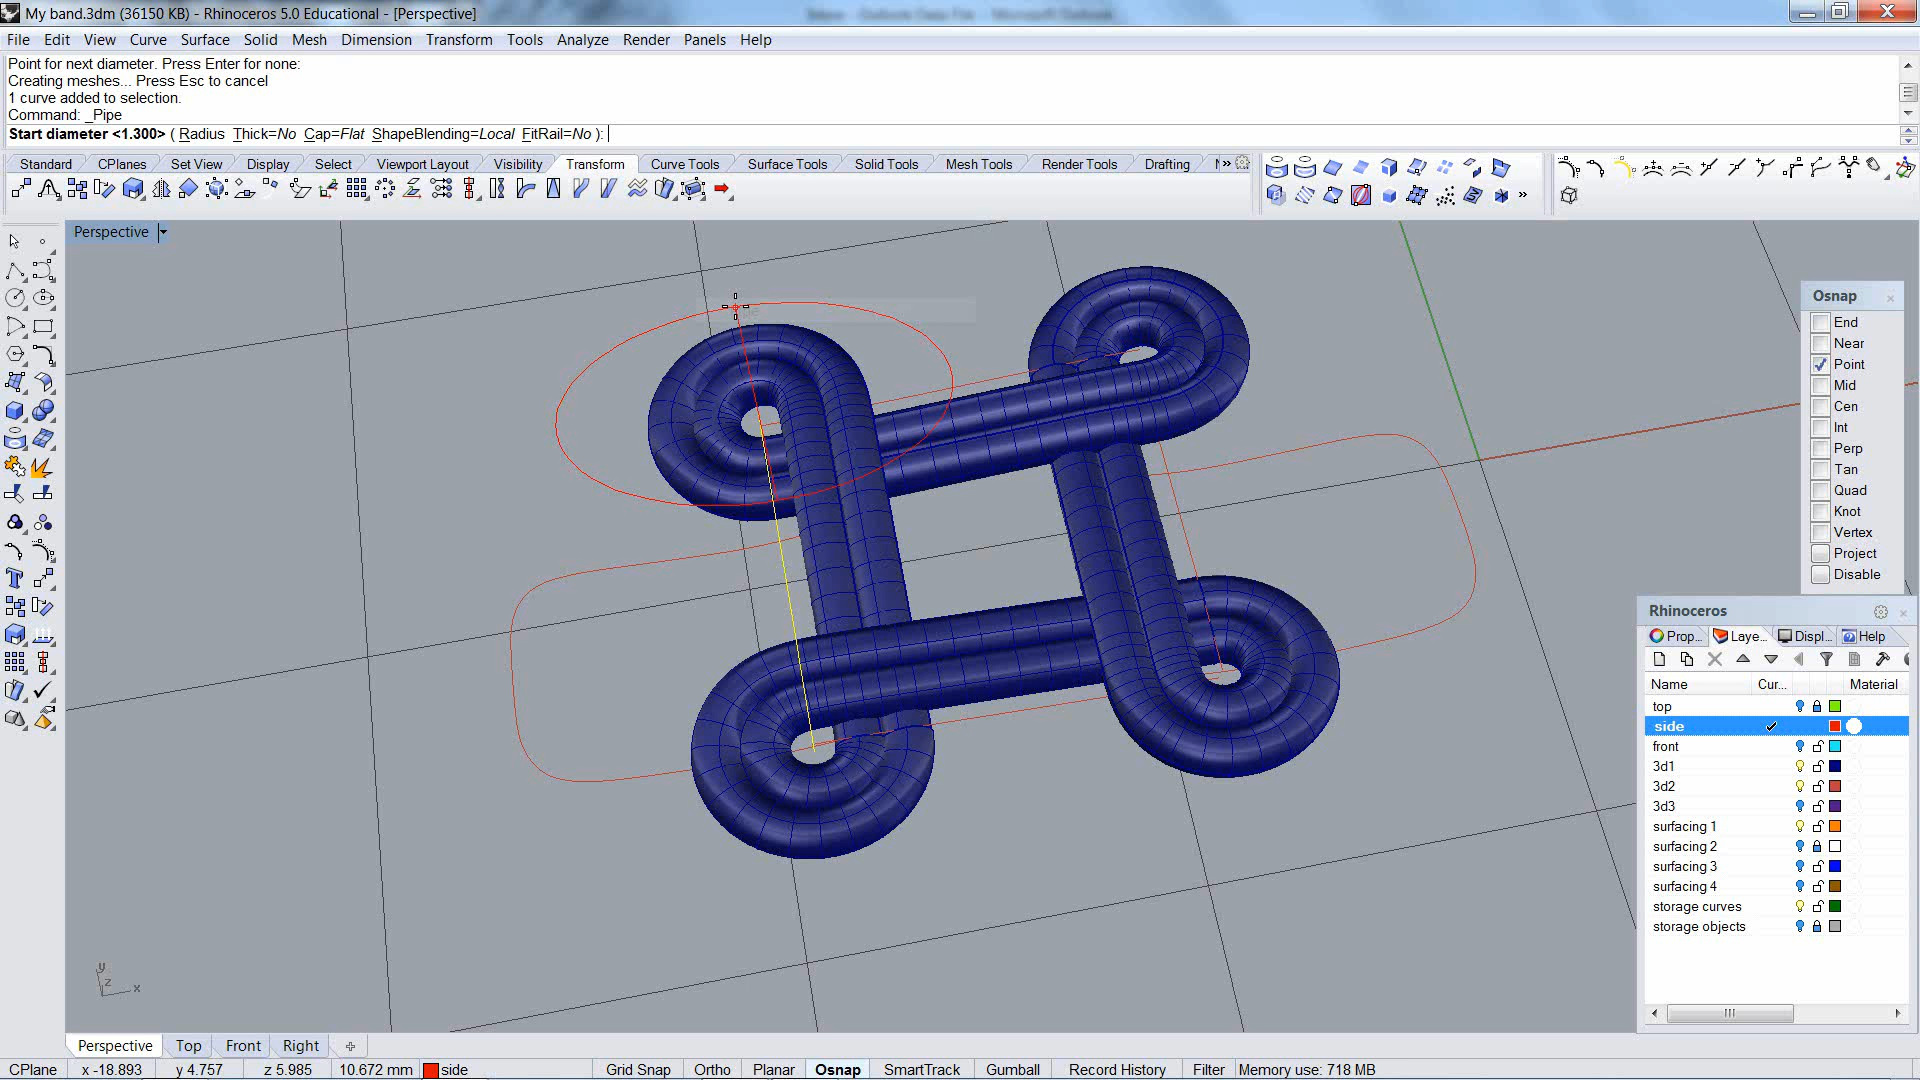 My band.3dm (36150 KB) - Rhinoceros 5.0 Educational - [Perspective]
File Edit View Curve Surface Solid Mesh Dimension Transform Tools Analyze Render Panels Help
Point for next diameter. Press Enter for none:
Creating meshes... Press Esc to cancel
1 curve added to selection.
Command: _Pipe
Start diameter <1.300> ( Radius Thick=No Cap=Flat ShapeBlending=Local FitRail=No ):
Standard CPlanes Set View Display Select Viewport Layout Visibility Transform Curve Tools Surface Tools Solid Tools Mesh Tools Render Tools Drafting
Perspective
Osnap
End
Near
Point
Mid
Cen
Int
Perp
Tan
Quad
Knot
Vertex
Project
Disable
Rhinoceros
Prop... Laye... Displ... Help
Name Cur... Material
top
side
front
3d1
3d2
3d3
surfacing 1
surfacing 2
surfacing 3
surfacing 4
storage curves
storage objects
y
z
x
Perspective Top Front Right
CPlane x -18.893 y 4.757 z 5.985 10.672 mm side Grid Snap Ortho Planar Osnap SmartTrack Gumball Record History Filter Memory use: 718 MB